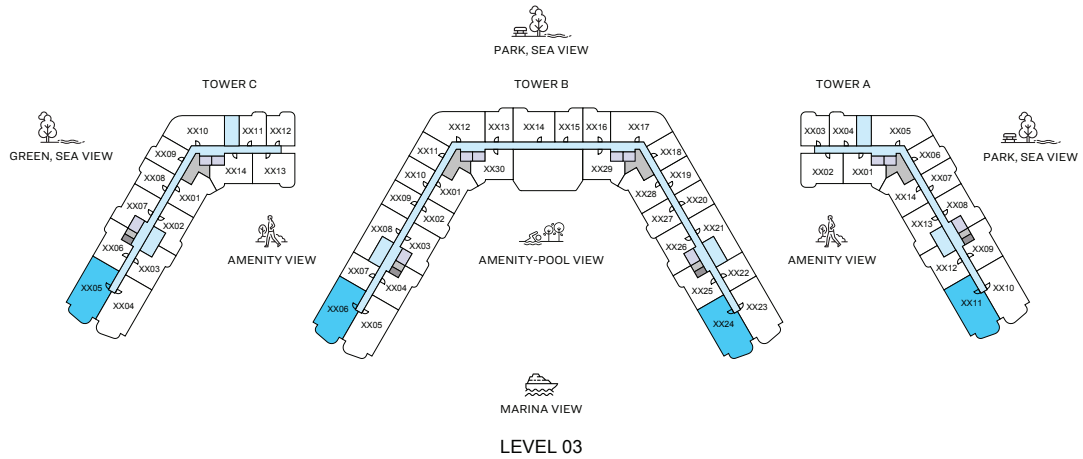 PARK, SEA VIEW
TOWER C
TOWER B
TOWER A
GREEN, SEA VIEW
PARK, SEA VIEW
XX10
XX11
XX12
XX09
XX08
XX14
XX13
XX07
XX01
XX02
XX06
XX03
XX05
XX04
XX12
XX13
XX14
XX15
XX16
XX17
XX11
XX18
XX10
XX01
XX30
XX29
XX28
XX19
XX09
XX02
XX27
XX20
XX08
XX03
XX26
XX21
XX07
XX04
XX25
XX22
XX06
XX05
XX24
XX23
XX03
XX04
XX05
XX02
XX01
XX06
XX14
XX07
XX13
XX08
XX12
XX09
XX11
XX10
AMENITY VIEW
AMENITY-POOL VIEW
AMENITY VIEW
MARINA VIEW
LEVEL 03